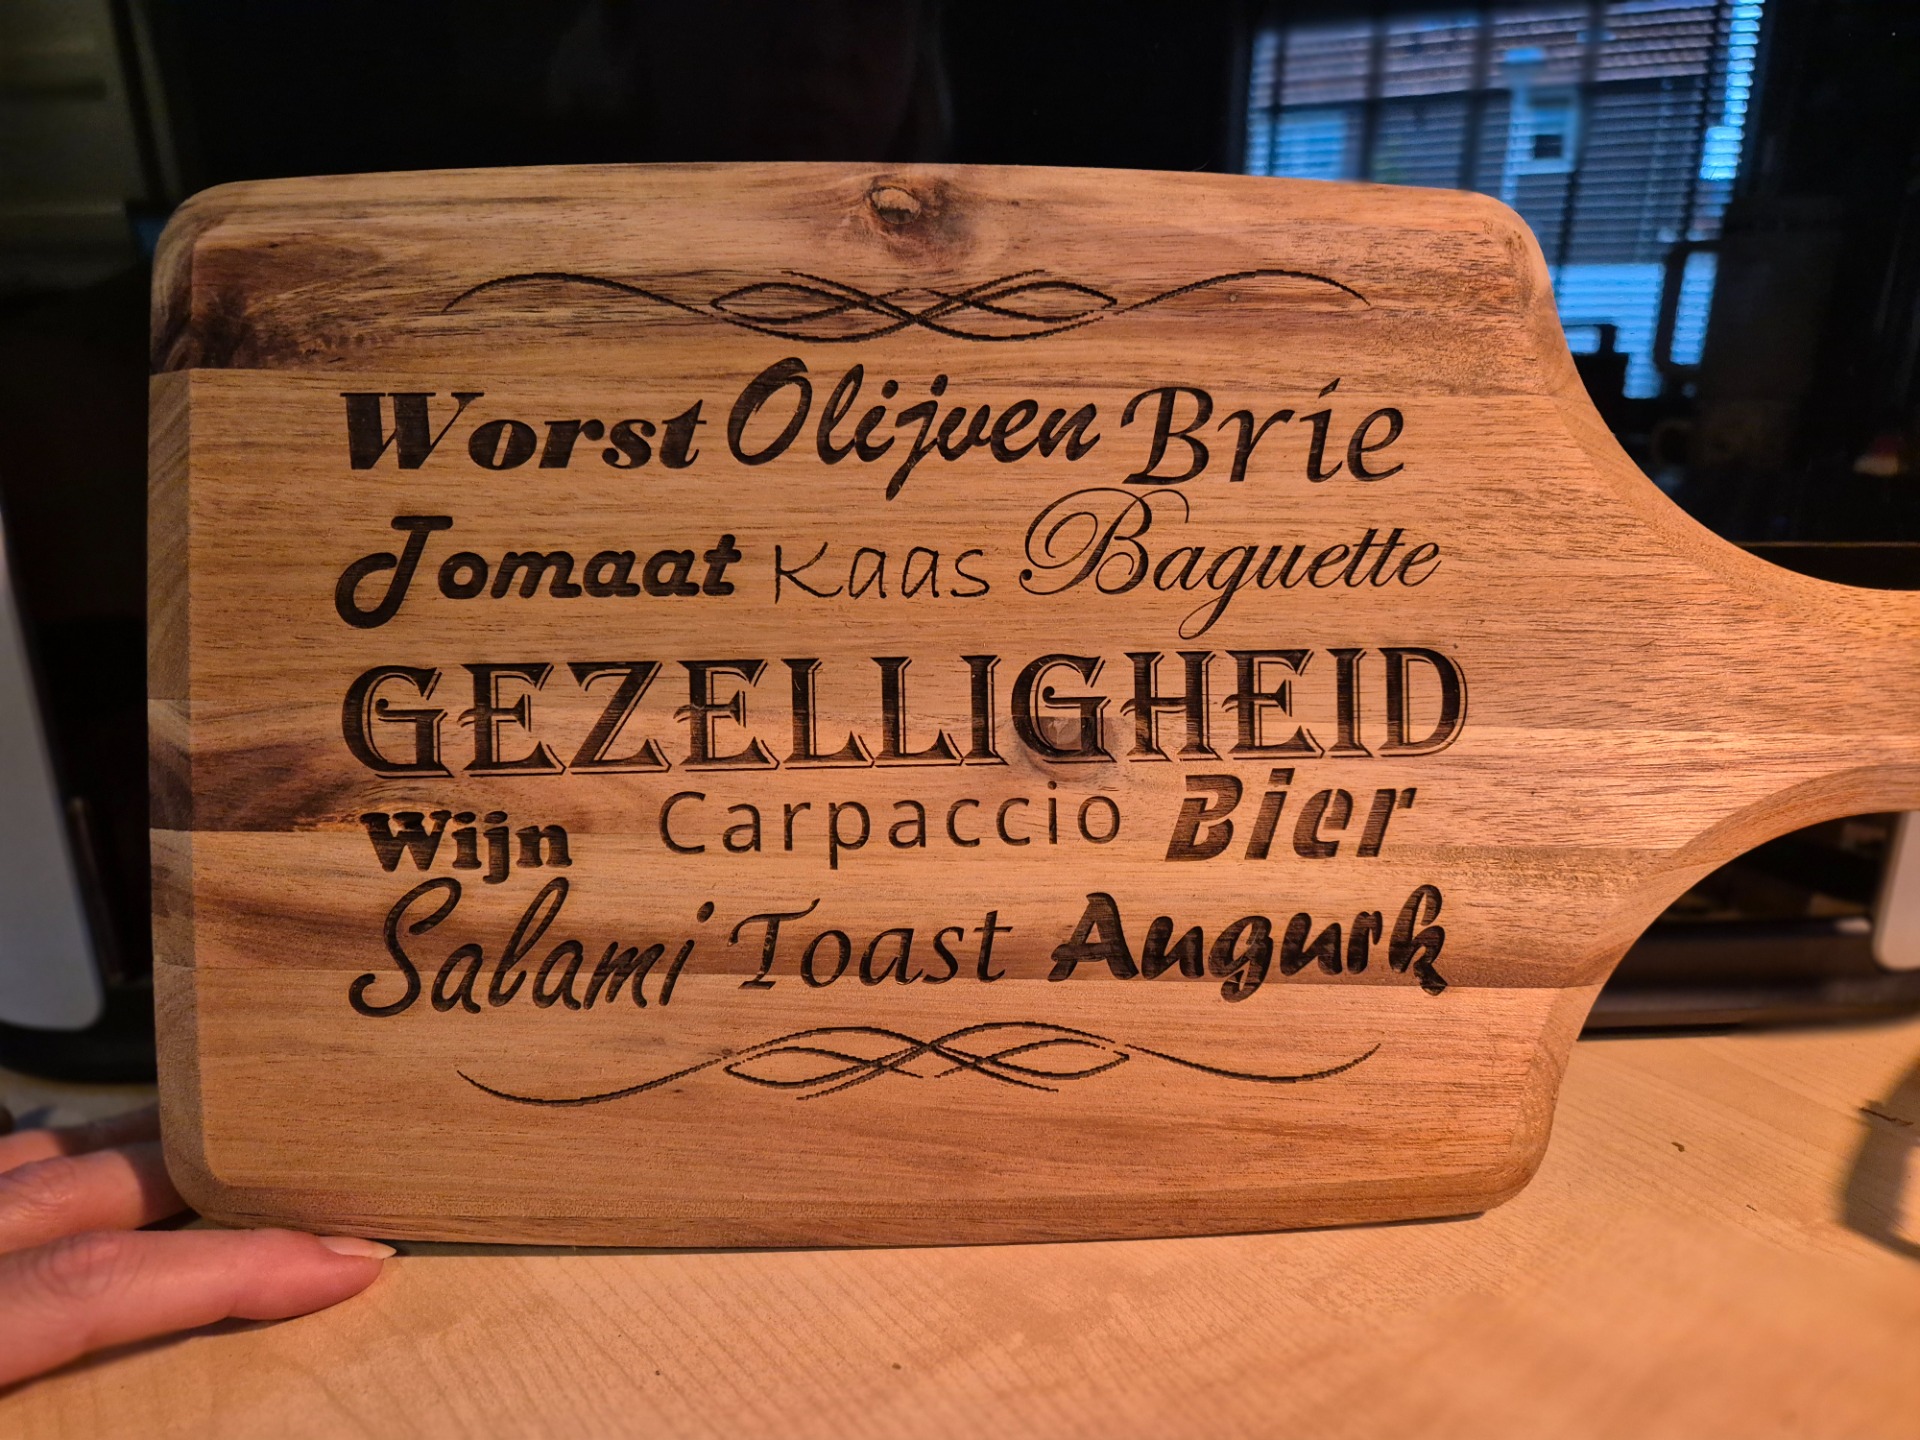 Worst Olijven Brie
Tomaat Kaas Baguette
GEZELLIGHEID
Wijn Carpaccio Bier
Salami Toast Augurk